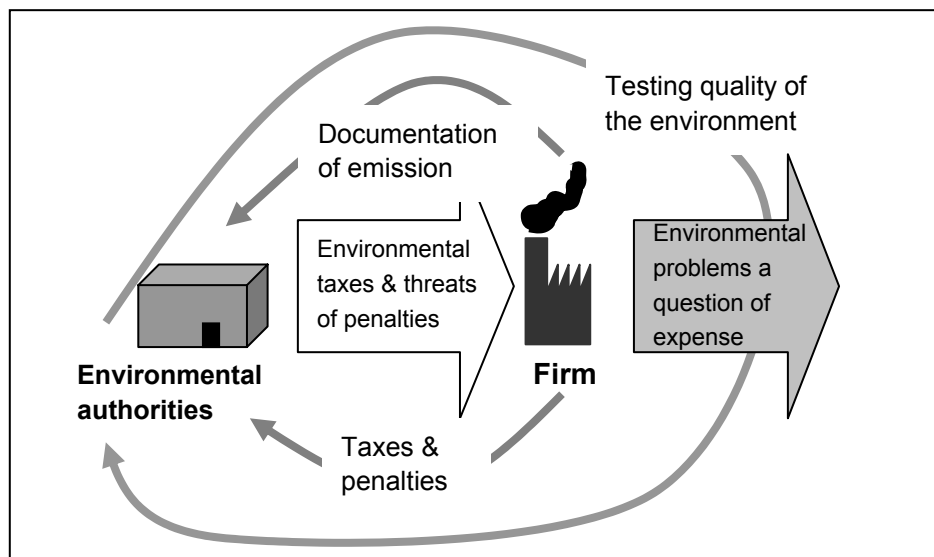 Testing quality of
the environment
Documentation
of emission
Environmental
taxes & threats
of penalties
Environmental
problems a
question of
expense
Environmental
authorities
Firm
Taxes &
penalties